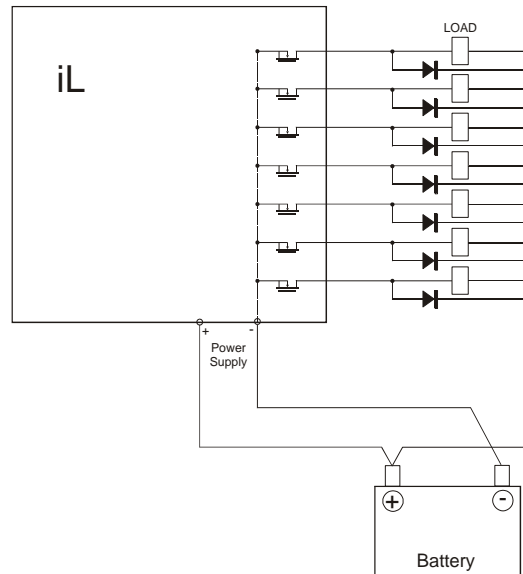 LOAD
iL
+ -
Power
Supply
+ -
Battery